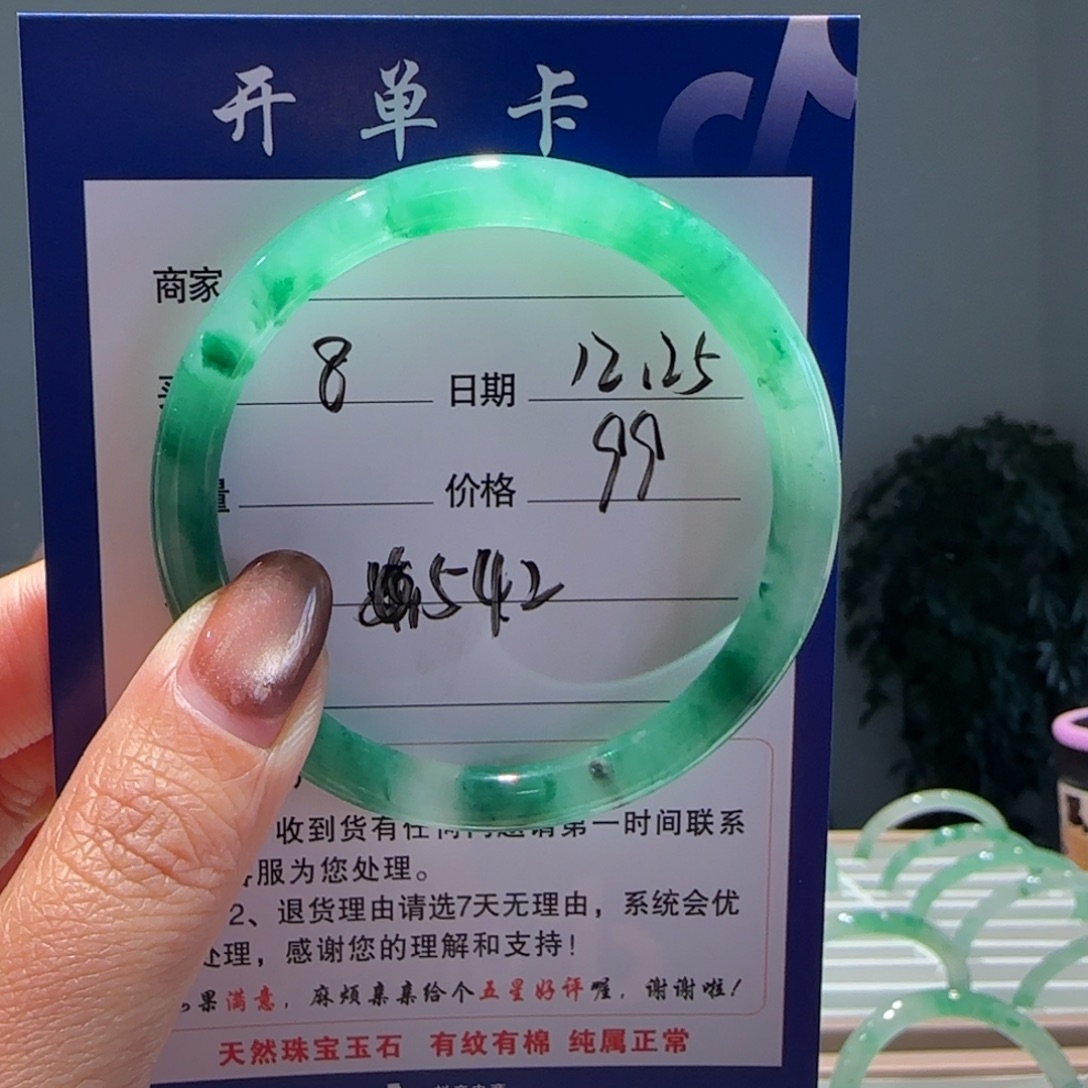 开单卡
商家
8 日期 12.25
量 价格 99
542
收到货有任何问题请第一时间联系
客服为您处理。
2、退货理由请选7天无理由，系统会优
处理，感谢您的理解和支持！
果满意，麻烦亲亲给个五星好评喔，谢谢啦！
天然珠宝玉石 有纹有棉 纯属正常